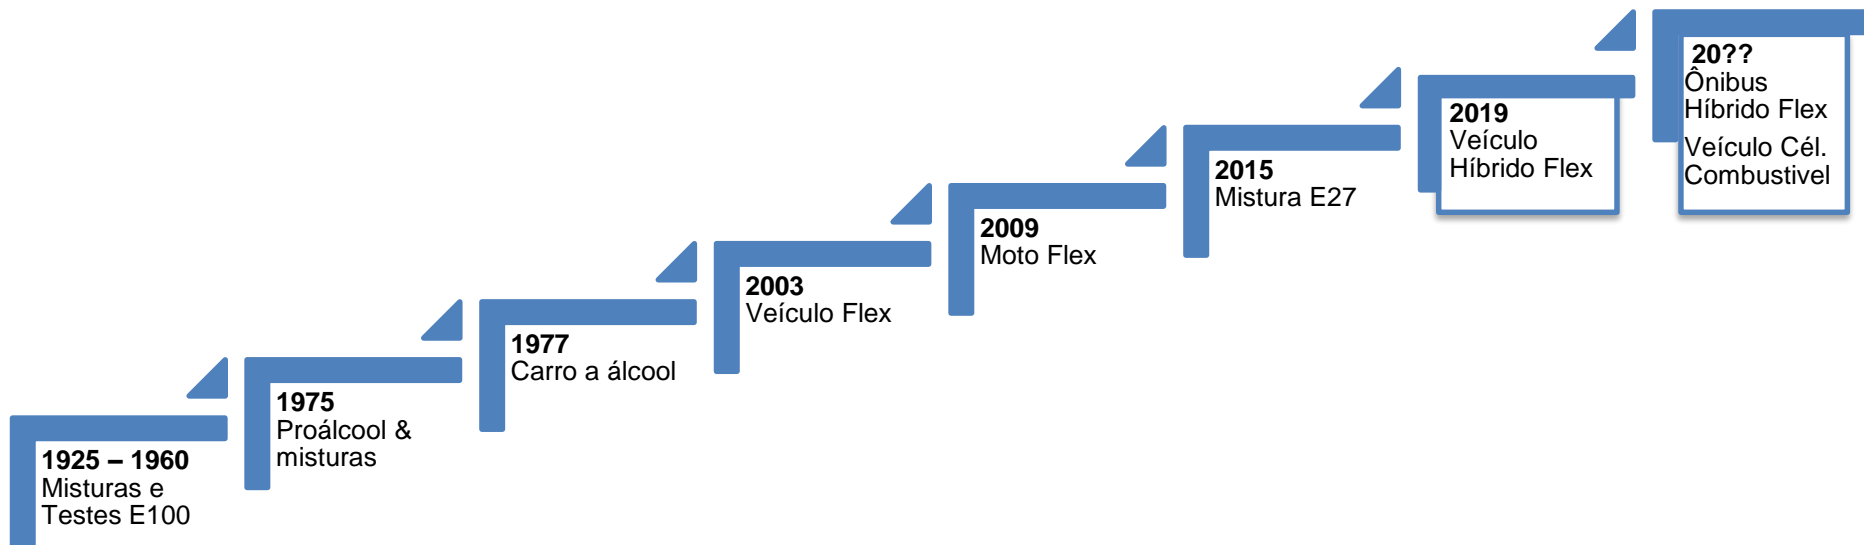 1925 – 1960
Misturas e
Testes E100
1975
Proálcool &
misturas
1977
Carro a álcool
2003
Veículo Flex
2009
Moto Flex
2015
Mistura E27
2019
Veículo
Híbrido Flex
20??
Ônibus
Híbrido Flex
Veículo Cél.
Combustivel